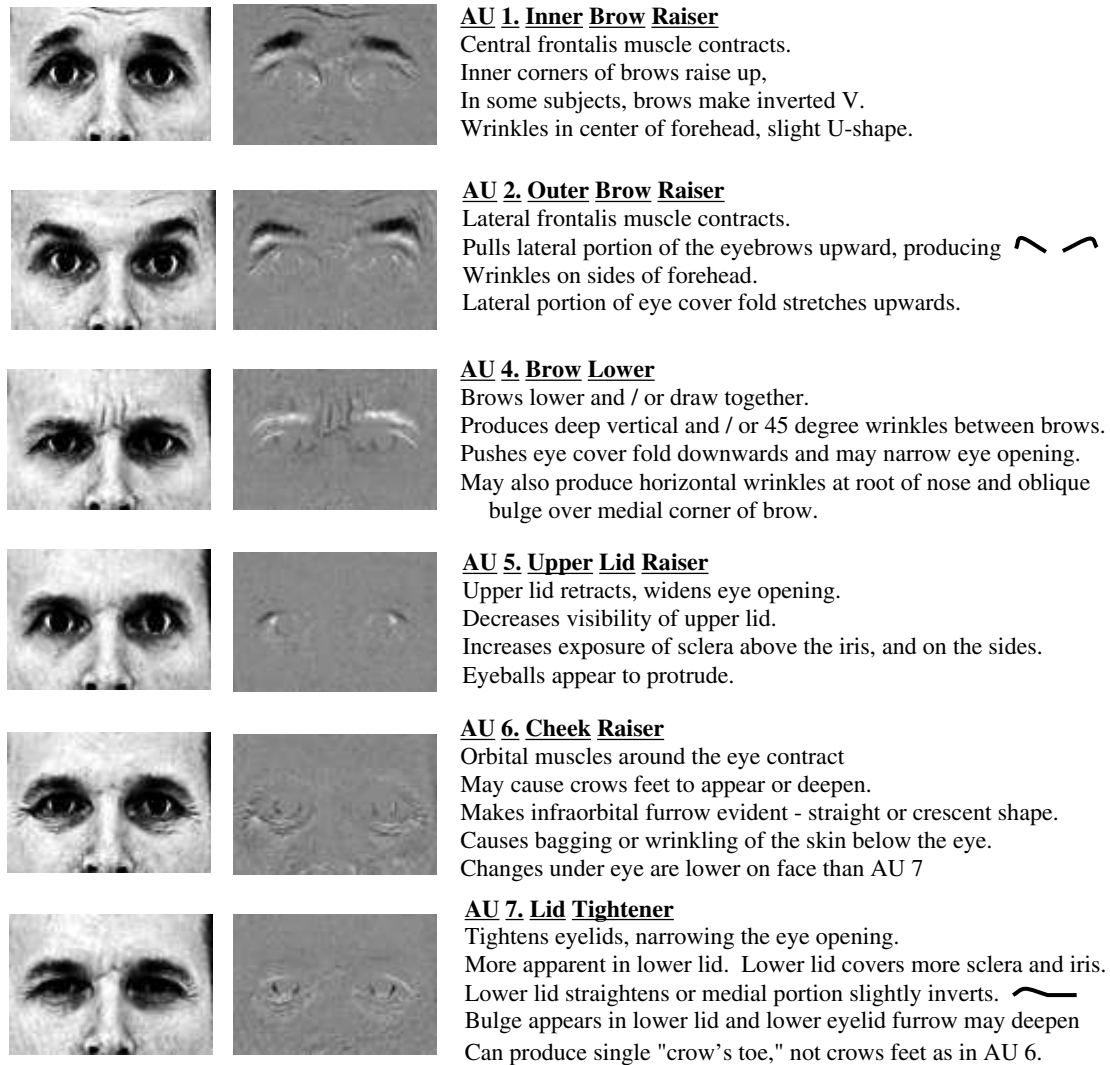 AU 1. Inner Brow Raiser
Central frontalis muscle contracts.
Inner corners of brows raise up,
In some subjects, brows make inverted V.
Wrinkles in center of forehead, slight U-shape.
AU 2. Outer Brow Raiser
Lateral frontalis muscle contracts.
Pulls lateral portion of the eyebrows upward, producing
Wrinkles on sides of forehead.
Lateral portion of eye cover fold stretches upwards.
AU 4. Brow Lower
Brows lower and / or draw together.
Produces deep vertical and / or 45 degree wrinkles between brows.
Pushes eye cover fold downwards and may narrow eye opening.
May also produce horizontal wrinkles at root of nose and oblique
bulge over medial corner of brow.
AU 5. Upper Lid Raiser
Upper lid retracts, widens eye opening.
Decreases visibility of upper lid.
Increases exposure of sclera above the iris, and on the sides.
Eyeballs appear to protrude.
AU 6. Cheek Raiser
Orbital muscles around the eye contract
May cause crows feet to appear or deepen.
Makes infraorbital furrow evident - straight or crescent shape.
Causes bagging or wrinkling of the skin below the eye.
Changes under eye are lower on face than AU 7
AU 7. Lid Tightener
Tightens eyelids, narrowing the eye opening.
More apparent in lower lid.  Lower lid covers more sclera and iris.
Lower lid straightens or medial portion slightly inverts.
Bulge appears in lower lid and lower eyelid furrow may deepen
Can produce single "crow's toe," not crows feet as in AU 6.